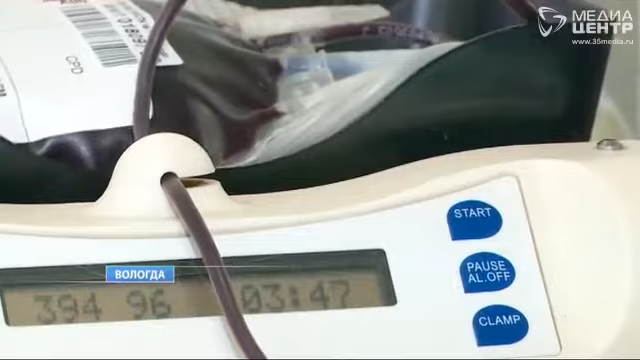 МЕДИА
ЦЕНТР
www.35media.ru
CPD
START
PAUSE
AL.OFF
CLAMP
ВОЛОГДА
394 96 03:47